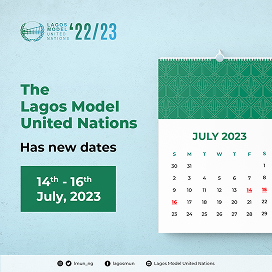 LAGOS
MODEL
UNITED
NATIONS
'22/23
The
Lagos Model
United Nations
Has new dates
14th - 16th
July, 2023
JULY 2023
S M T W T F S
30 31 1
2 3 4 5 6 7 8
9 10 11 12 13 14 15
16 17 18 19 20 21 22
23 24 25 26 27 28 29
lmun_ng lagosmun Lagos Model United Nations